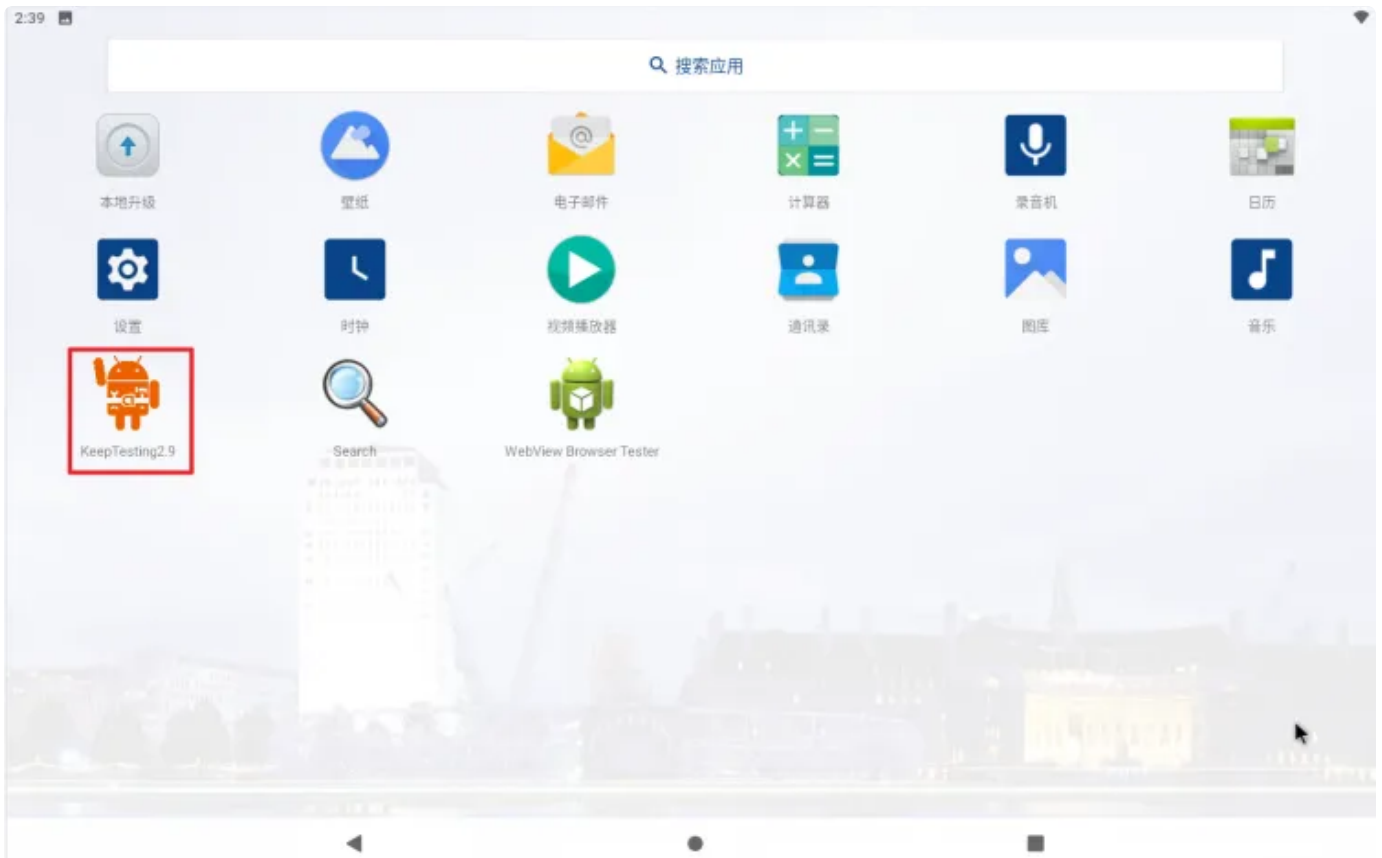 2:39
搜索应用
本地升级
壁纸
电子邮件
计算器
录音机
日历
设置
时钟
视频播放器
通讯录
图库
音乐
KeepTesting2.9
Search
WebView Browser Tester